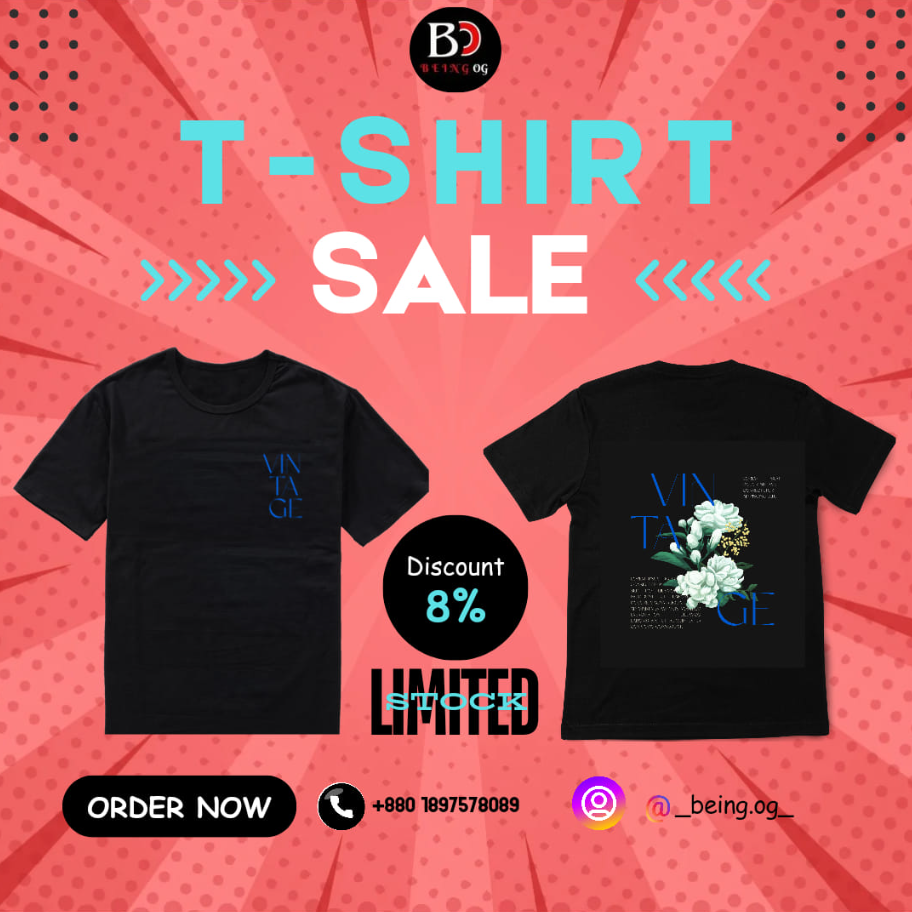 BD
BEING OG
T-SHIRT
SALE
VIN
TA
GE
VIN
TA
GE
Discount
8%
LIMITED
STOCK
ORDER NOW
+880 1897578089
@_being.og_